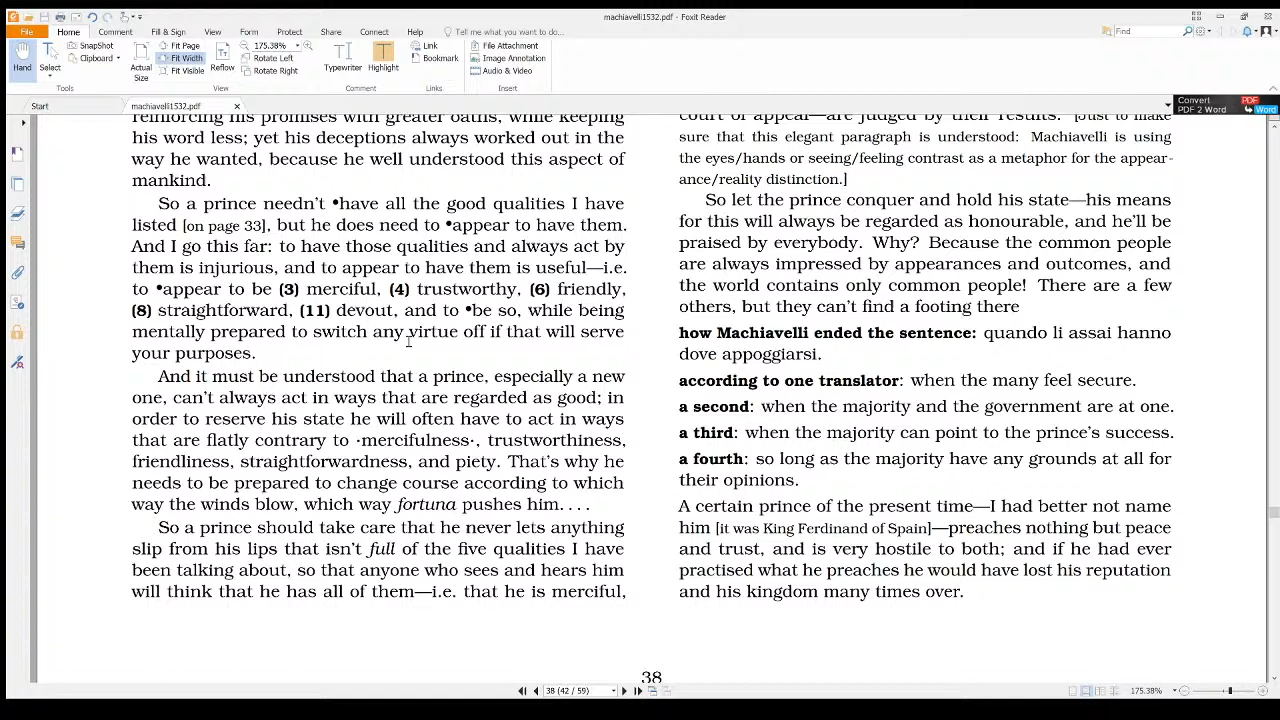 machiavelli1532.pdf - Foxit Reader
File Home Comment Fill & Sign View Form Protect Share Connect Help Tell me what you want to do... Find
Hand Select SnapShot Clipboard Tools
Actual Size Fit Page Fit Width Fit Visible Reflow 175.38% Rotate Left Rotate Right View
Typewriter Highlight Comment
Link Bookmark Links
File Attachment Image Annotation Audio & Video Insert
Start machiavelli1532.pdf
Convert PDF 2 Word PDF Word
reinforcing his promises with greater oaths, while keeping
his word less; yet his deceptions always worked out in the
way he wanted, because he well understood this aspect of
mankind.
So a prince needn't •have all the good qualities I have
listed [on page 33], but he does need to •appear to have them.
And I go this far: to have those qualities and always act by
them is injurious, and to appear to have them is useful—i.e.
to •appear to be (3) merciful, (4) trustworthy, (6) friendly,
(8) straightforward, (11) devout, and to •be so, while being
mentally prepared to switch any virtue off if that will serve
your purposes.
And it must be understood that a prince, especially a new
one, can't always act in ways that are regarded as good; in
order to reserve his state he will often have to act in ways
that are flatly contrary to ·mercifulness·, trustworthiness,
friendliness, straightforwardness, and piety. That's why he
needs to be prepared to change course according to which
way the winds blow, which way fortuna pushes him. . . .
So a prince should take care that he never lets anything
slip from his lips that isn't full of the five qualities I have
been talking about, so that anyone who sees and hears him
will think that he has all of them—i.e. that he is merciful,
court of appeal—are judged by their results. [Just to make
sure that this elegant paragraph is understood: Machiavelli is using
the eyes/hands or seeing/feeling contrast as a metaphor for the appear-
ance/reality distinction.]
So let the prince conquer and hold his state—his means
for this will always be regarded as honourable, and he'll be
praised by everybody. Why? Because the common people
are always impressed by appearances and outcomes, and
the world contains only common people! There are a few
others, but they can't find a footing there
how Machiavelli ended the sentence: quando li assai hanno
dove appoggiarsi.
according to one translator: when the many feel secure.
a second: when the majority and the government are at one.
a third: when the majority can point to the prince's success.
a fourth: so long as the majority have any grounds at all for
their opinions.
A certain prince of the present time—I had better not name
him [it was King Ferdinand of Spain]—preaches nothing but peace
and trust, and is very hostile to both; and if he had ever
practised what he preaches he would have lost his reputation
and his kingdom many times over.
38
38 (42 / 59) 175.38%